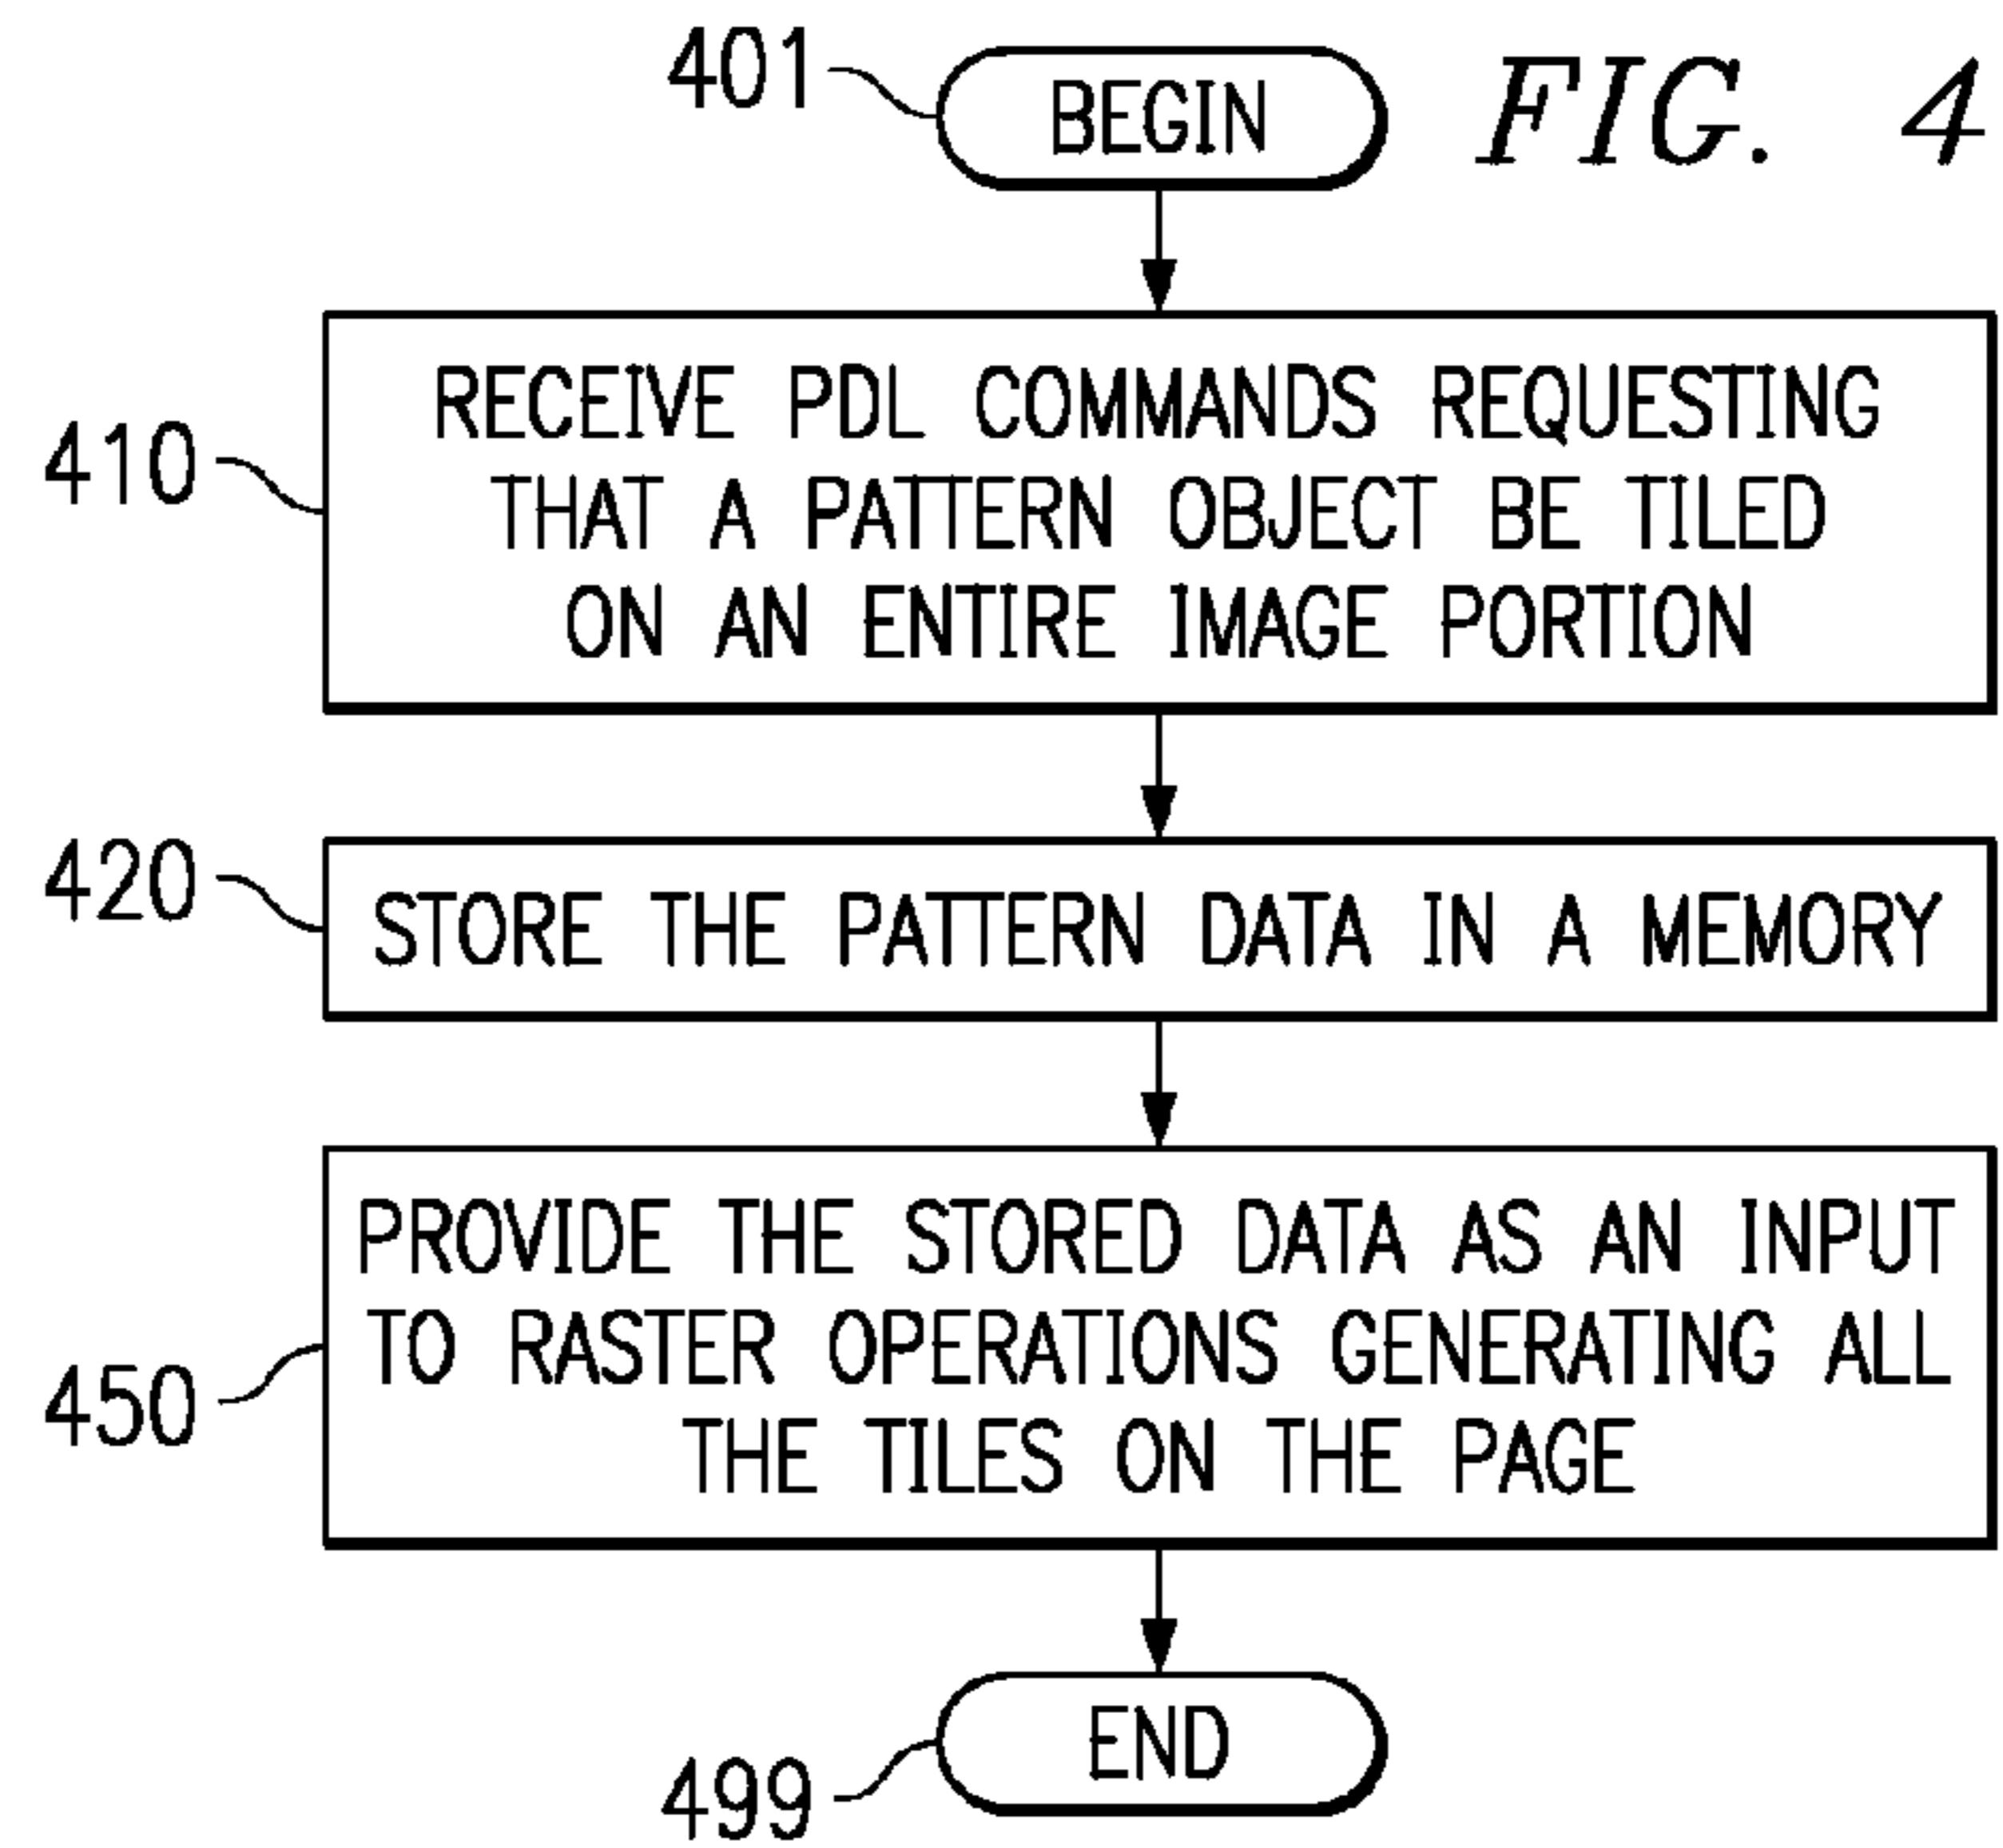 401
BEGIN
FIG. 4
410
RECEIVE PDL COMMANDS REQUESTING
THAT A PATTERN OBJECT BE TILED
ON AN ENTIRE IMAGE PORTION
420
STORE THE PATTERN DATA IN A MEMORY
450
PROVIDE THE STORED DATA AS AN INPUT
TO RASTER OPERATIONS GENERATING ALL
THE TILES ON THE PAGE
499
END